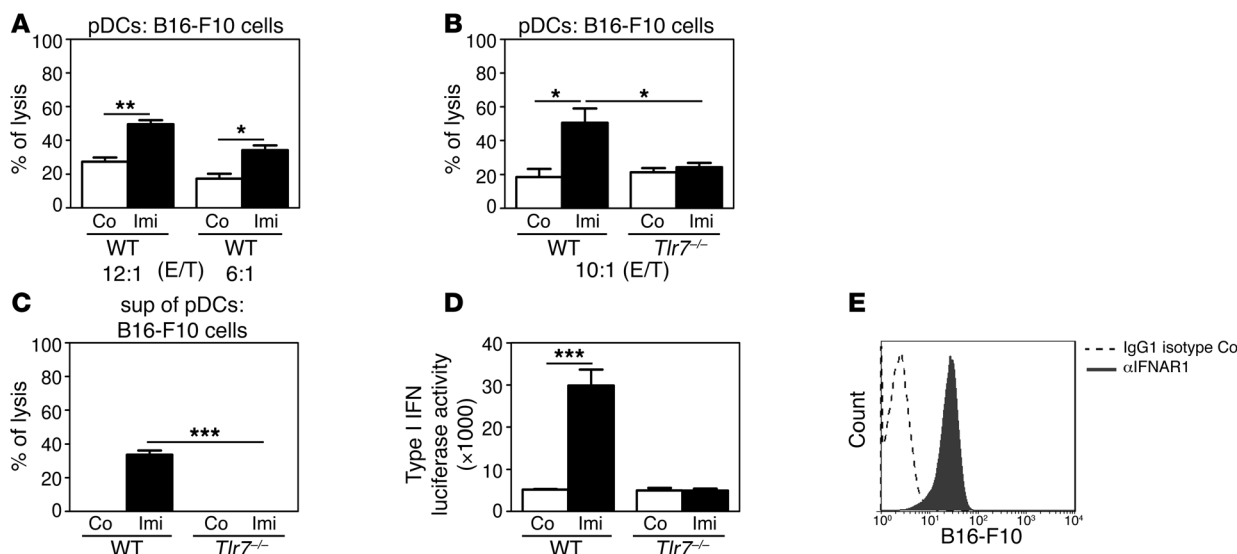 A
pDCs: B16-F10 cells
% of lysis
100
80
60
40
20
0
**
*
Co Imi Co Imi
WT WT
12:1 (E/T) 6:1
B
pDCs: B16-F10 cells
% of lysis
100
80
60
40
20
0
* *
Co Imi Co Imi
WT Tlr7–/–
10:1 (E/T)
C
sup of pDCs:
B16-F10 cells
% of lysis
100
80
60
40
20
0
***
Co Imi Co Imi
WT Tlr7–/–
D
Type I IFN
luciferase activity
(×1000)
40
30
20
10
5
0
***
Co Imi Co Imi
WT Tlr7–/–
E
IgG1 isotype Co
αIFNAR1
Count
10⁰ 10¹ 10² 10³ 10⁴
B16-F10